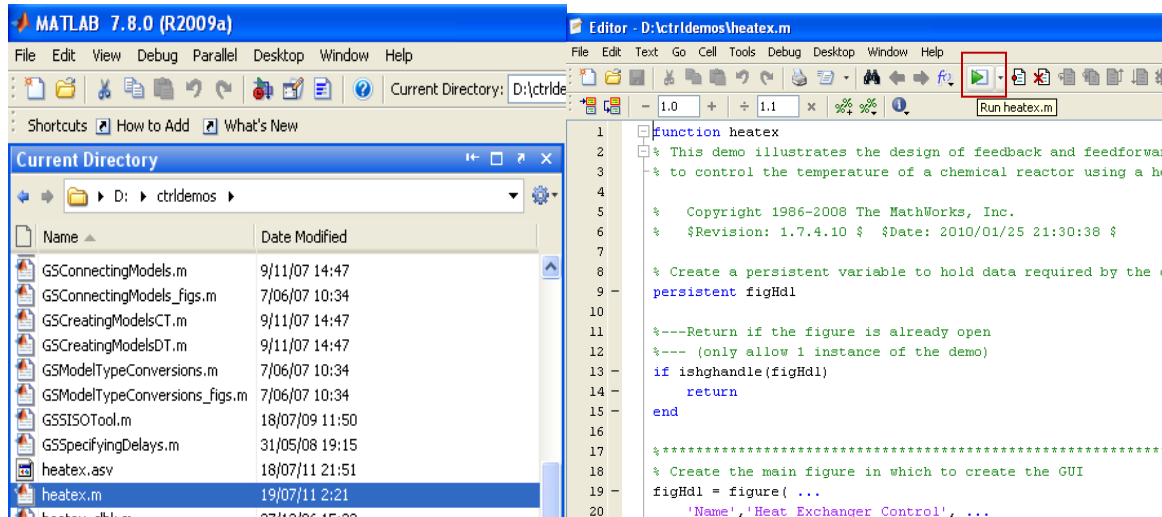 MATLAB 7.8.0 (R2009a)
File Edit View Debug Parallel Desktop Window Help
Current Directory: D:\ctrlde
Shortcuts How to Add What's New
Current Directory
D: ctrldemos
Name Date Modified
GSConnectingModels.m 9/11/07 14:47
GSConnectingModels_figs.m 7/06/07 10:34
GSCreatingModelsCT.m 9/11/07 14:47
GSCreatingModelsDT.m 9/11/07 14:47
GSModelTypeConversions.m 7/06/07 10:34
GSModelTypeConversions_figs.m 7/06/07 10:34
GSSISOTool.m 18/07/09 11:50
GSSpecifyingDelays.m 31/05/08 19:15
heatex.asv 18/07/11 21:51
heatex.m 19/07/11 2:21
Editor - D:\ctrldemos\heatex.m
File Edit Text Go Cell Tools Debug Desktop Window Help
- 1.0 + ÷ 1.1 ×
Run heatex.m
1 function heatex
2 % This demo illustrates the design of feedback and feedforwa
3 % to control the temperature of a chemical reactor using a h
4
5 % Copyright 1986-2008 The MathWorks, Inc.
6 % $Revision: 1.7.4.10 $ $Date: 2010/01/25 21:30:38 $
7
8 % Create a persistent variable to hold data required by the
9 - persistent figHdl
10
11 %---Return if the figure is already open
12 %--- (only allow 1 instance of the demo)
13 - if ishghandle(figHdl)
14 - return
15 - end
16
17 %************************************************************
18 % Create the main figure in which to create the GUI
19 - figHdl = figure( ...
20 'Name','Heat Exchanger Control', ...